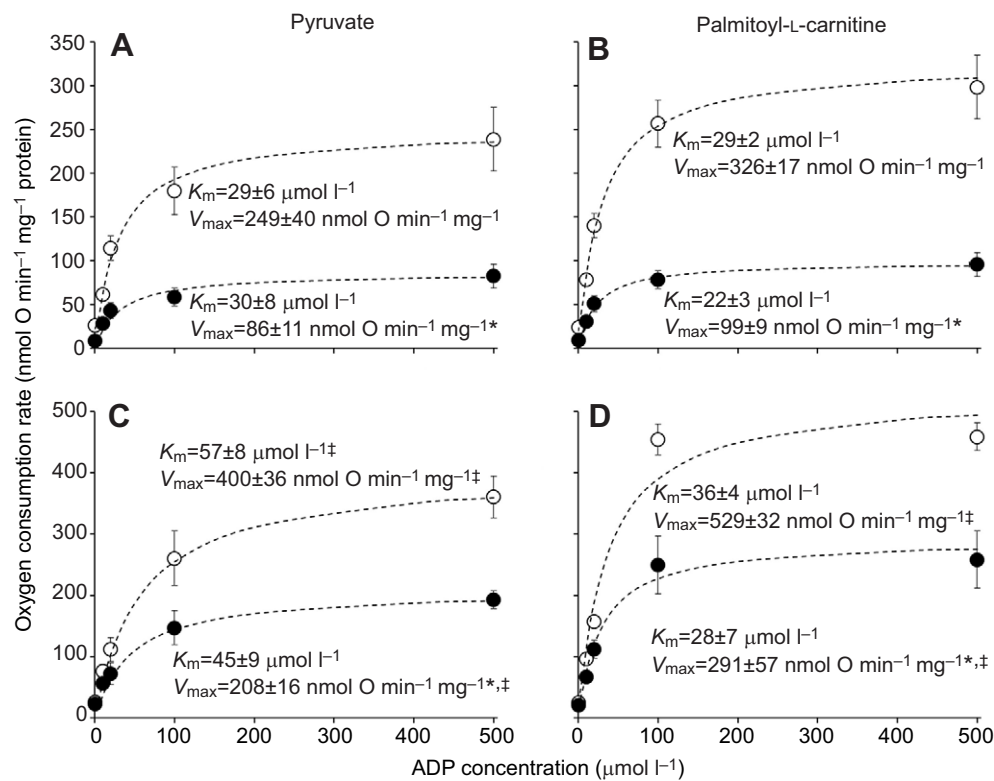 Pyruvate
Palmitoyl-L-carnitine
A
B
350
300
250
200
150
100
50
0
Km=29±6 μmol l−1
Vmax=249±40 nmol O min−1 mg−1
Km=30±8 μmol l−1
Vmax=86±11 nmol O min−1 mg−1*
Km=29±2 μmol l−1
Vmax=326±17 nmol O min−1 mg−1
Km=22±3 μmol l−1
Vmax=99±9 nmol O min−1 mg−1*
Oxygen consumption rate (nmol O min−1 mg−1 protein)
C
D
500
400
300
200
100
0
Km=57±8 μmol l−1‡
Vmax=400±36 nmol O min−1 mg−1‡
Km=45±9 μmol l−1
Vmax=208±16 nmol O min−1 mg−1*,‡
Km=36±4 μmol l−1
Vmax=529±32 nmol O min−1 mg−1‡
Km=28±7 μmol l−1
Vmax=291±57 nmol O min−1 mg−1*,‡
0 100 200 300 400 500
0 100 200 300 400 500
ADP concentration (μmol l−1)